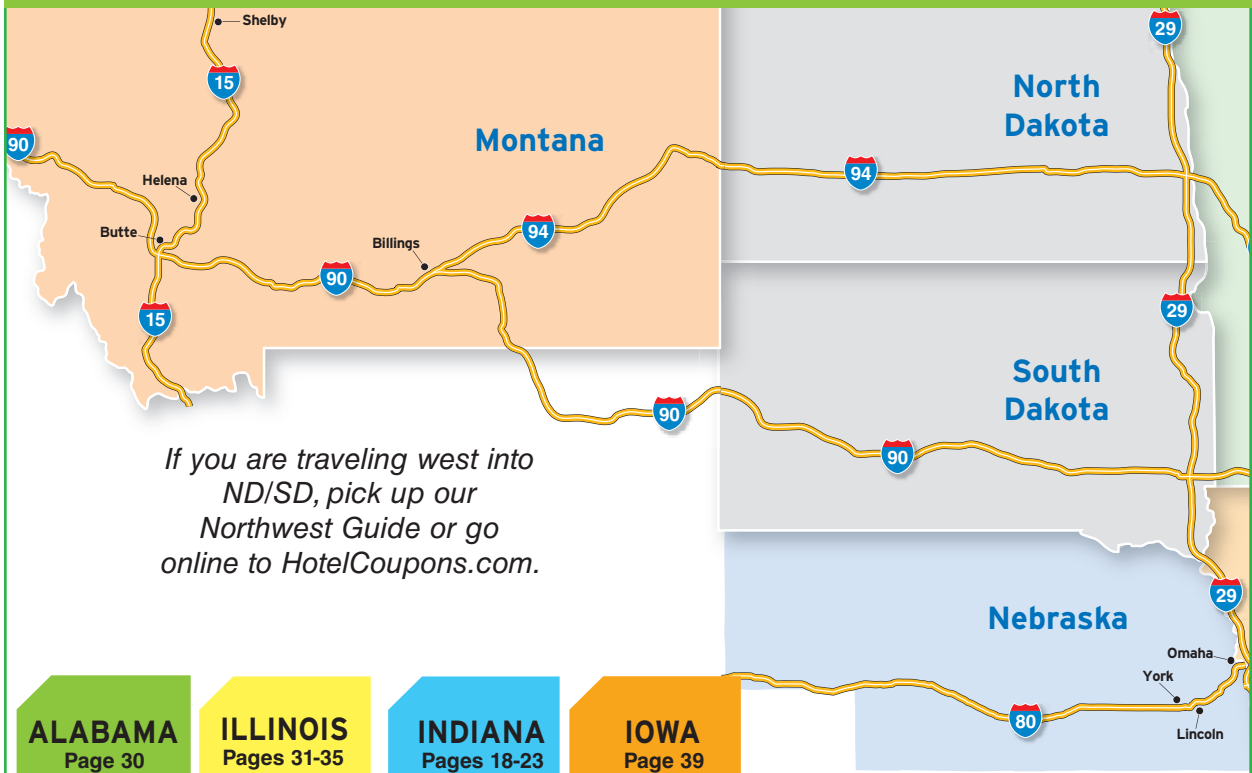 Shelby
29
15
North
Dakota
Montana
90
94
Helena
94
Butte
Billings
90
29
15
South
Dakota
90
90
If you are traveling west into
ND/SD, pick up our
Northwest Guide or go
online to HotelCoupons.com.
29
Nebraska
Omaha
York
80
Lincoln
ALABAMA
Page 30
ILLINOIS
Pages 31-35
INDIANA
Pages 18-23
IOWA
Page 39